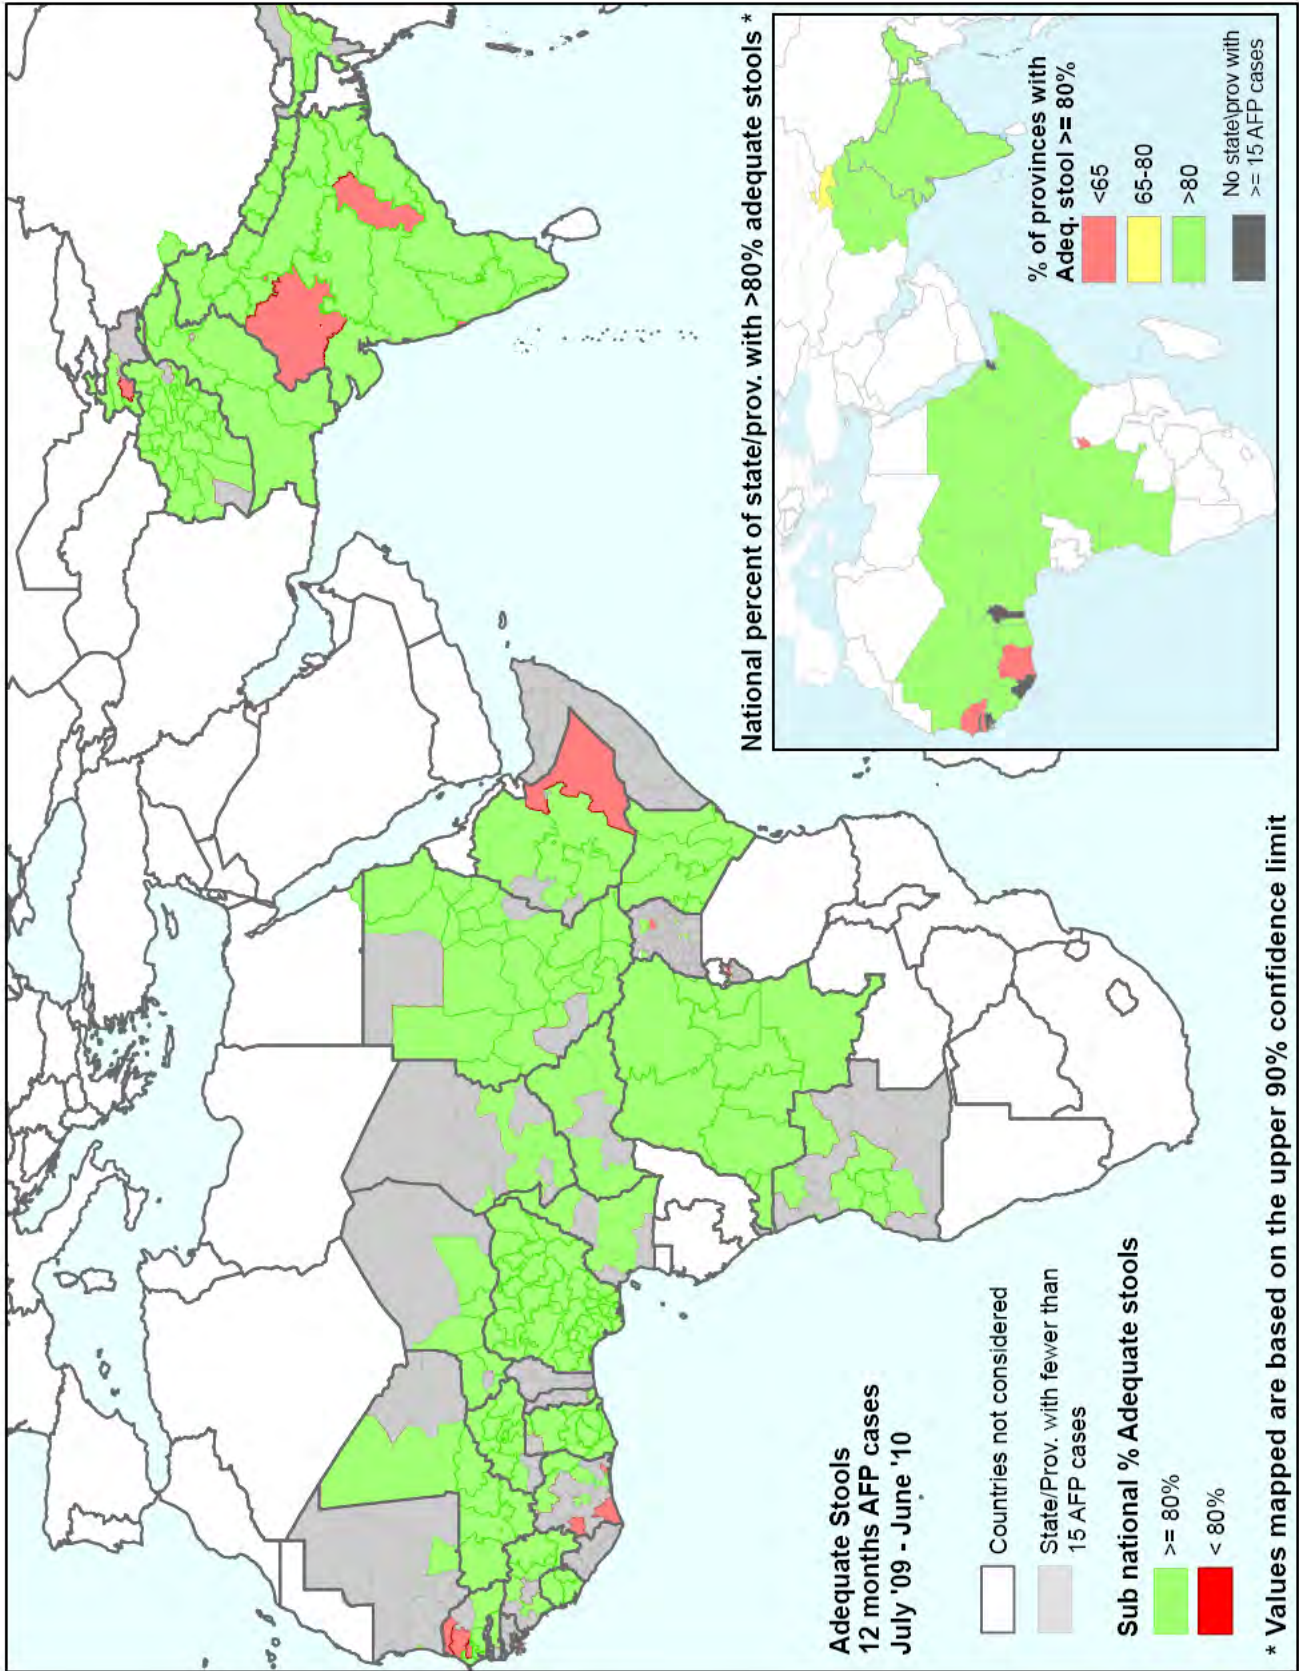 National percent of state/prov. with >80% adequate stools *
% of provinces with
Adeq. stool >= 80%
<65
65-80
>80
No state\prov with
>= 15 AFP cases
Adequate Stools
12 months AFP cases
July '09 - June '10
Countries not considered
State/Prov. with fewer than
15 AFP cases
Sub national % Adequate stools
>= 80%
< 80%
* Values mapped are based on the upper 90% confidence limit